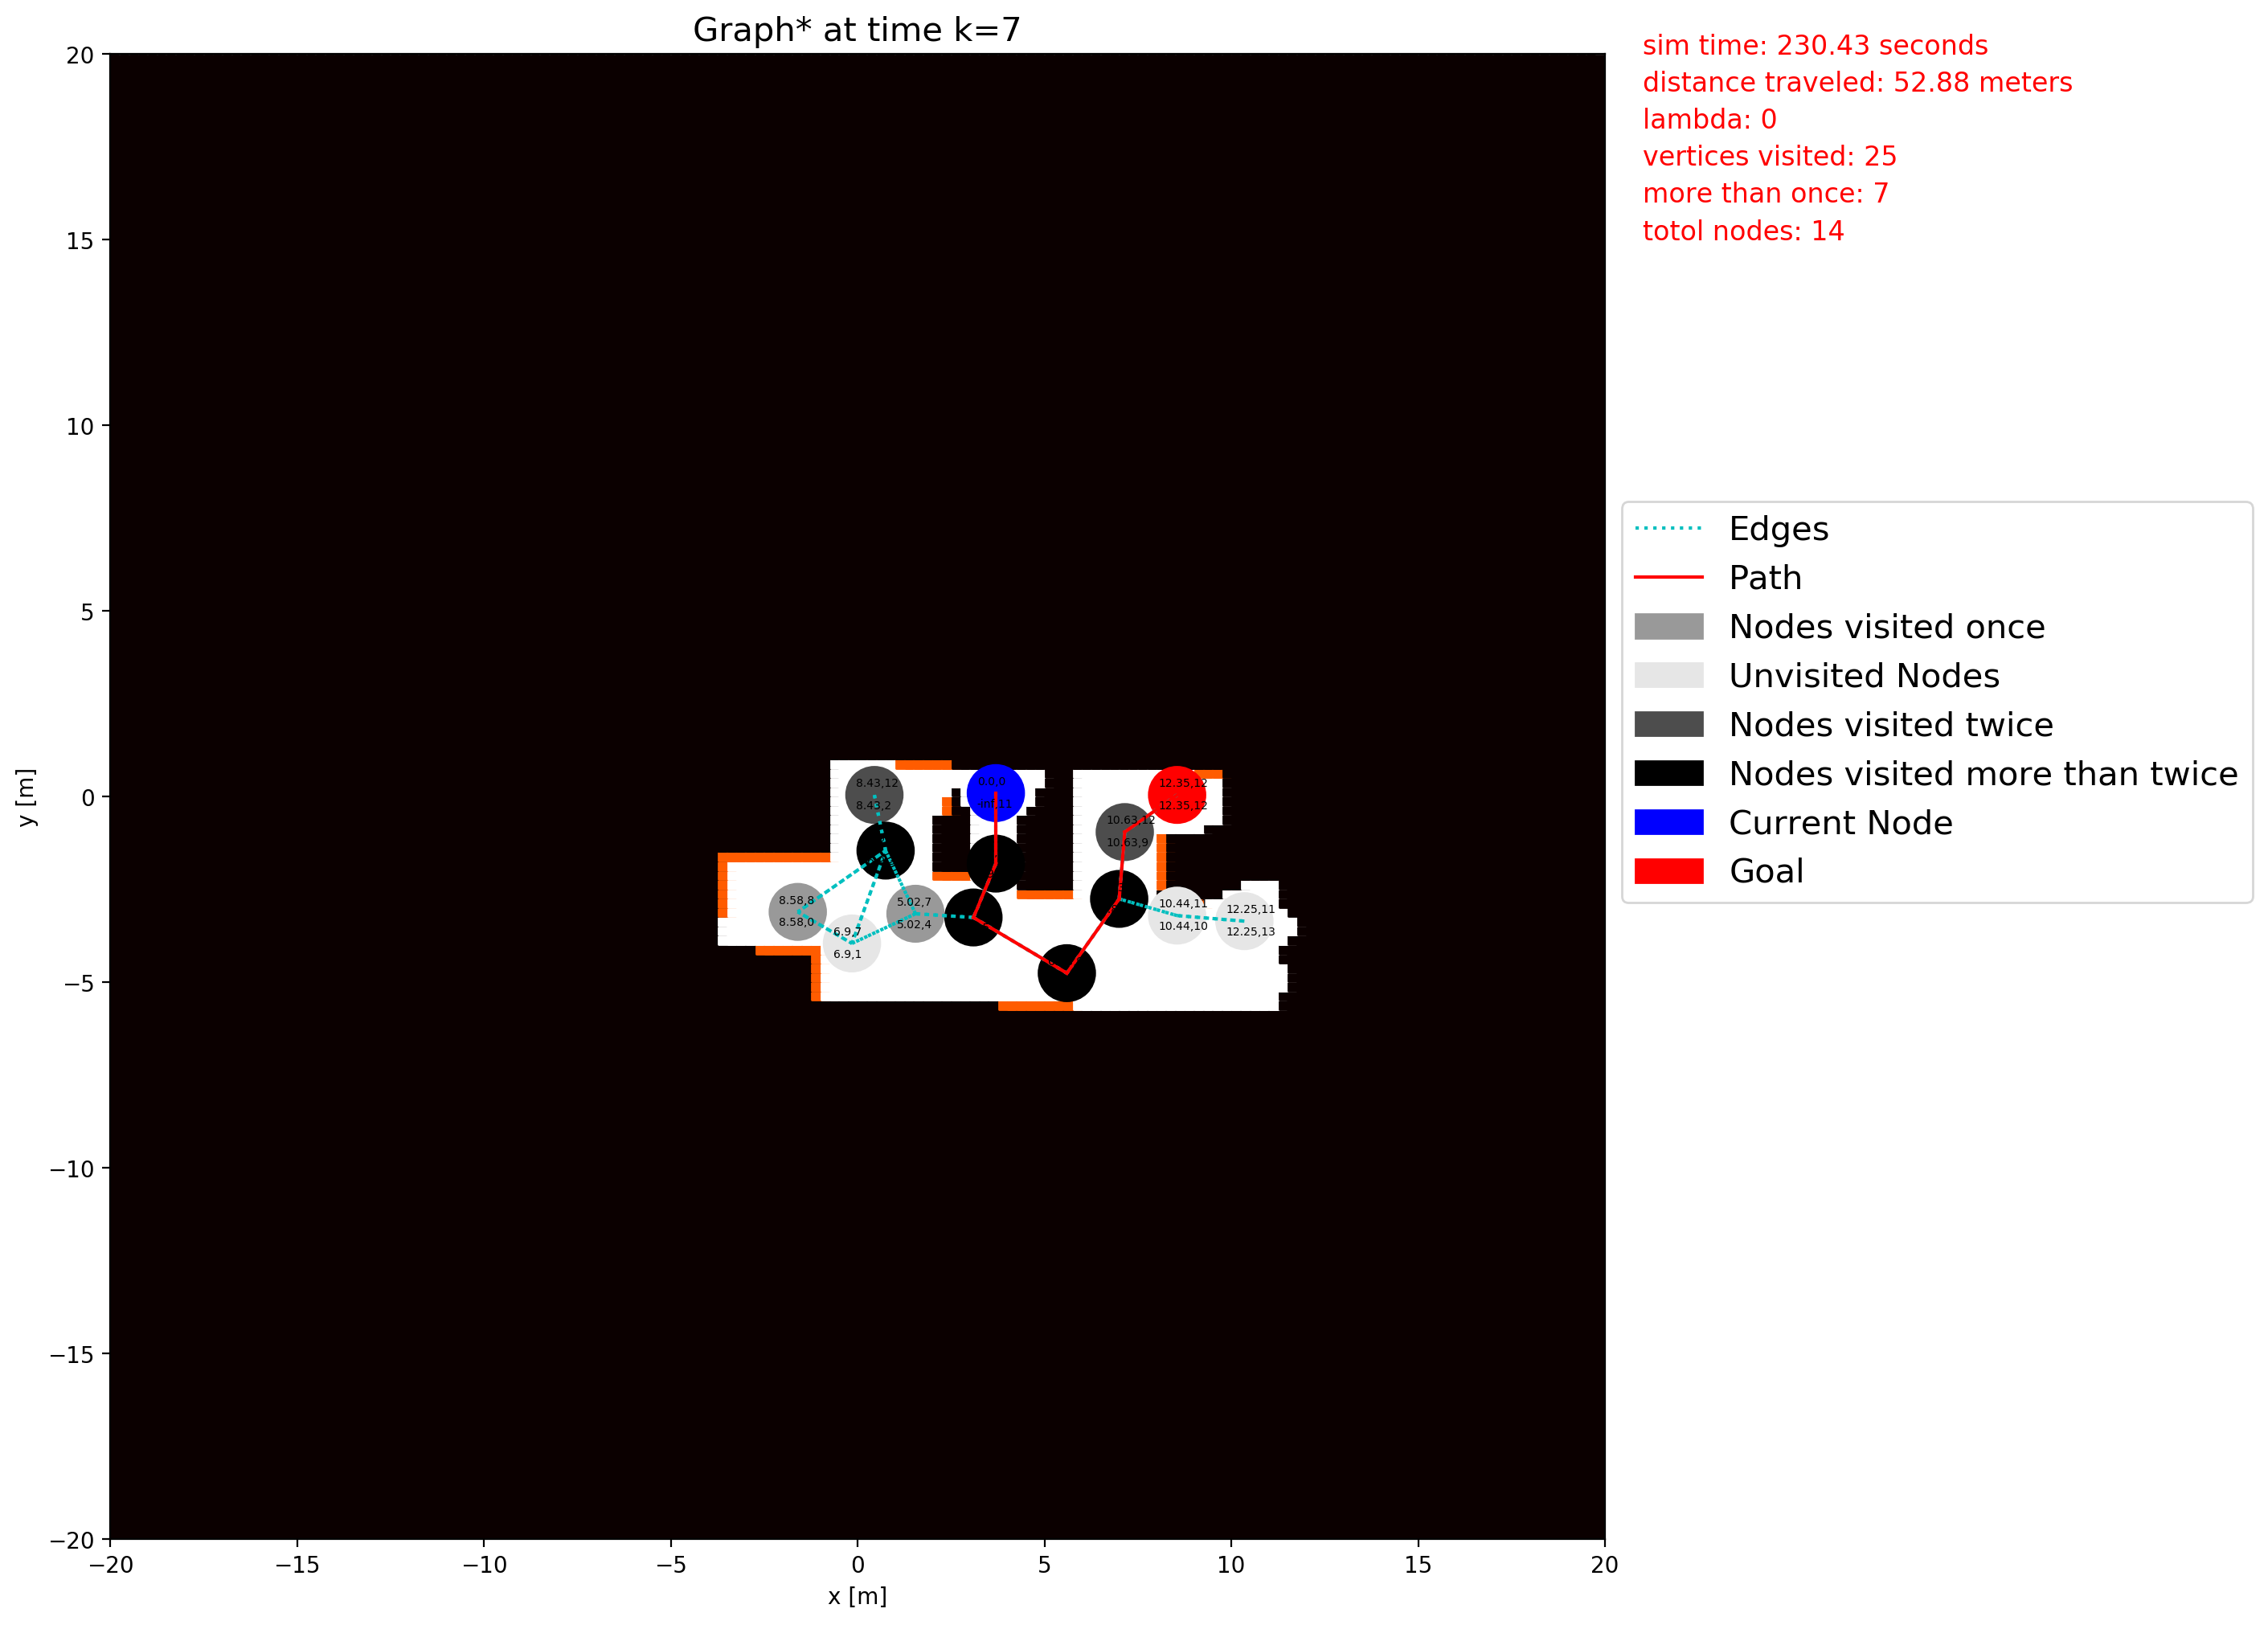 Graph* at time k=7
sim time: 230.43 seconds
distance traveled: 52.88 meters
lambda: 0
vertices visited: 25
more than once: 7
totol nodes: 14
20
15
10
5
0
−5
−10
−15
−20
y [m]
−20
−15
−10
−5
0
5
10
15
20
x [m]
8.43,12
8.43,2
0.0,0
12.35,12
12.35,12
10.63,12
10.63,9
8.58,8
8.58,0
5.02,7
5.02,4
6.9,7
6.9,1
10.44,11
10.44,10
12.25,11
12.25,13
Edges
Path
Nodes visited once
Unvisited Nodes
Nodes visited twice
Nodes visited more than twice
Current Node
Goal